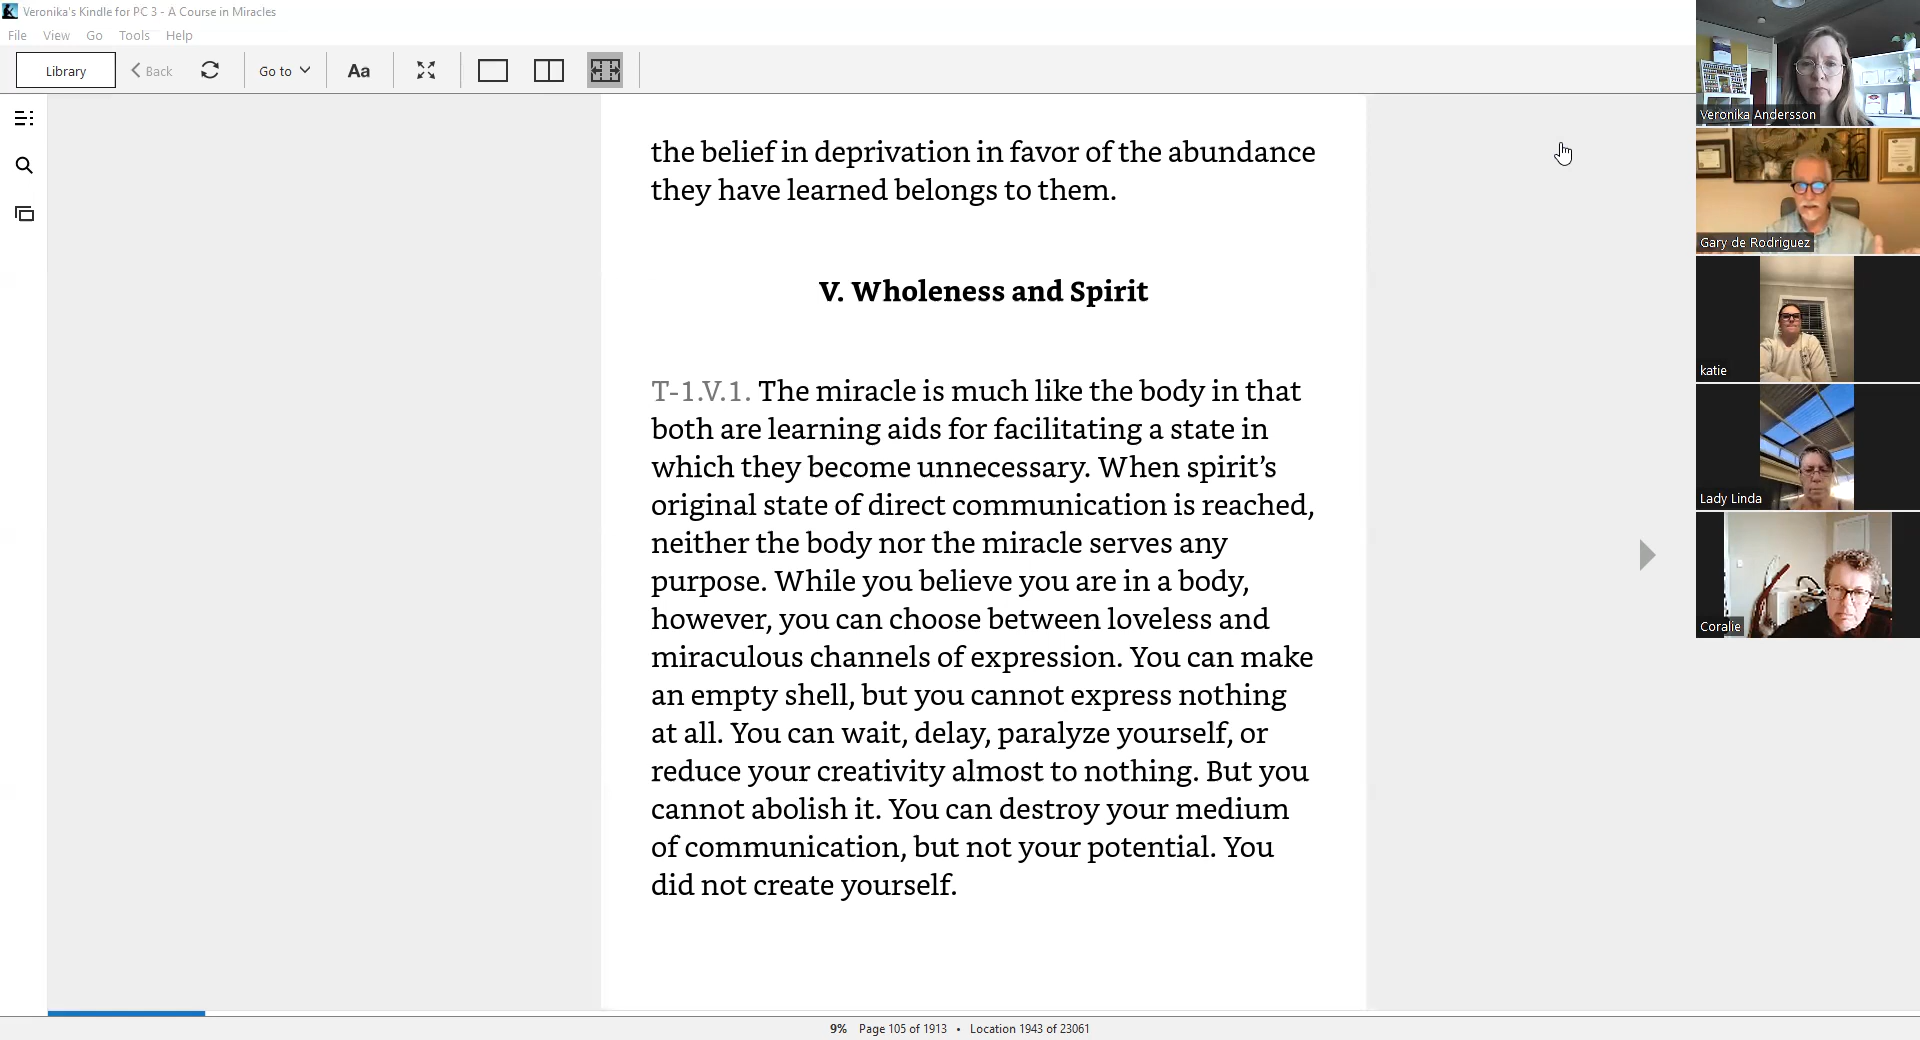 Veronika's Kindle for PC 3 - A Course in Miracles
File View Go Tools Help
Library Back Go to Aa
the belief in deprivation in favor of the abundance
they have learned belongs to them.
V. Wholeness and Spirit
T-1.V.1. The miracle is much like the body in that
both are learning aids for facilitating a state in
which they become unnecessary. When spirit’s
original state of direct communication is reached,
neither the body nor the miracle serves any
purpose. While you believe you are in a body,
however, you can choose between loveless and
miraculous channels of expression. You can make
an empty shell, but you cannot express nothing
at all. You can wait, delay, paralyze yourself, or
reduce your creativity almost to nothing. But you
cannot abolish it. You can destroy your medium
of communication, but not your potential. You
did not create yourself.
9% Page 105 of 1913 • Location 1943 of 23061
Veronika Andersson
Gary de Rodriguez
katie
Lady Linda
Coralie